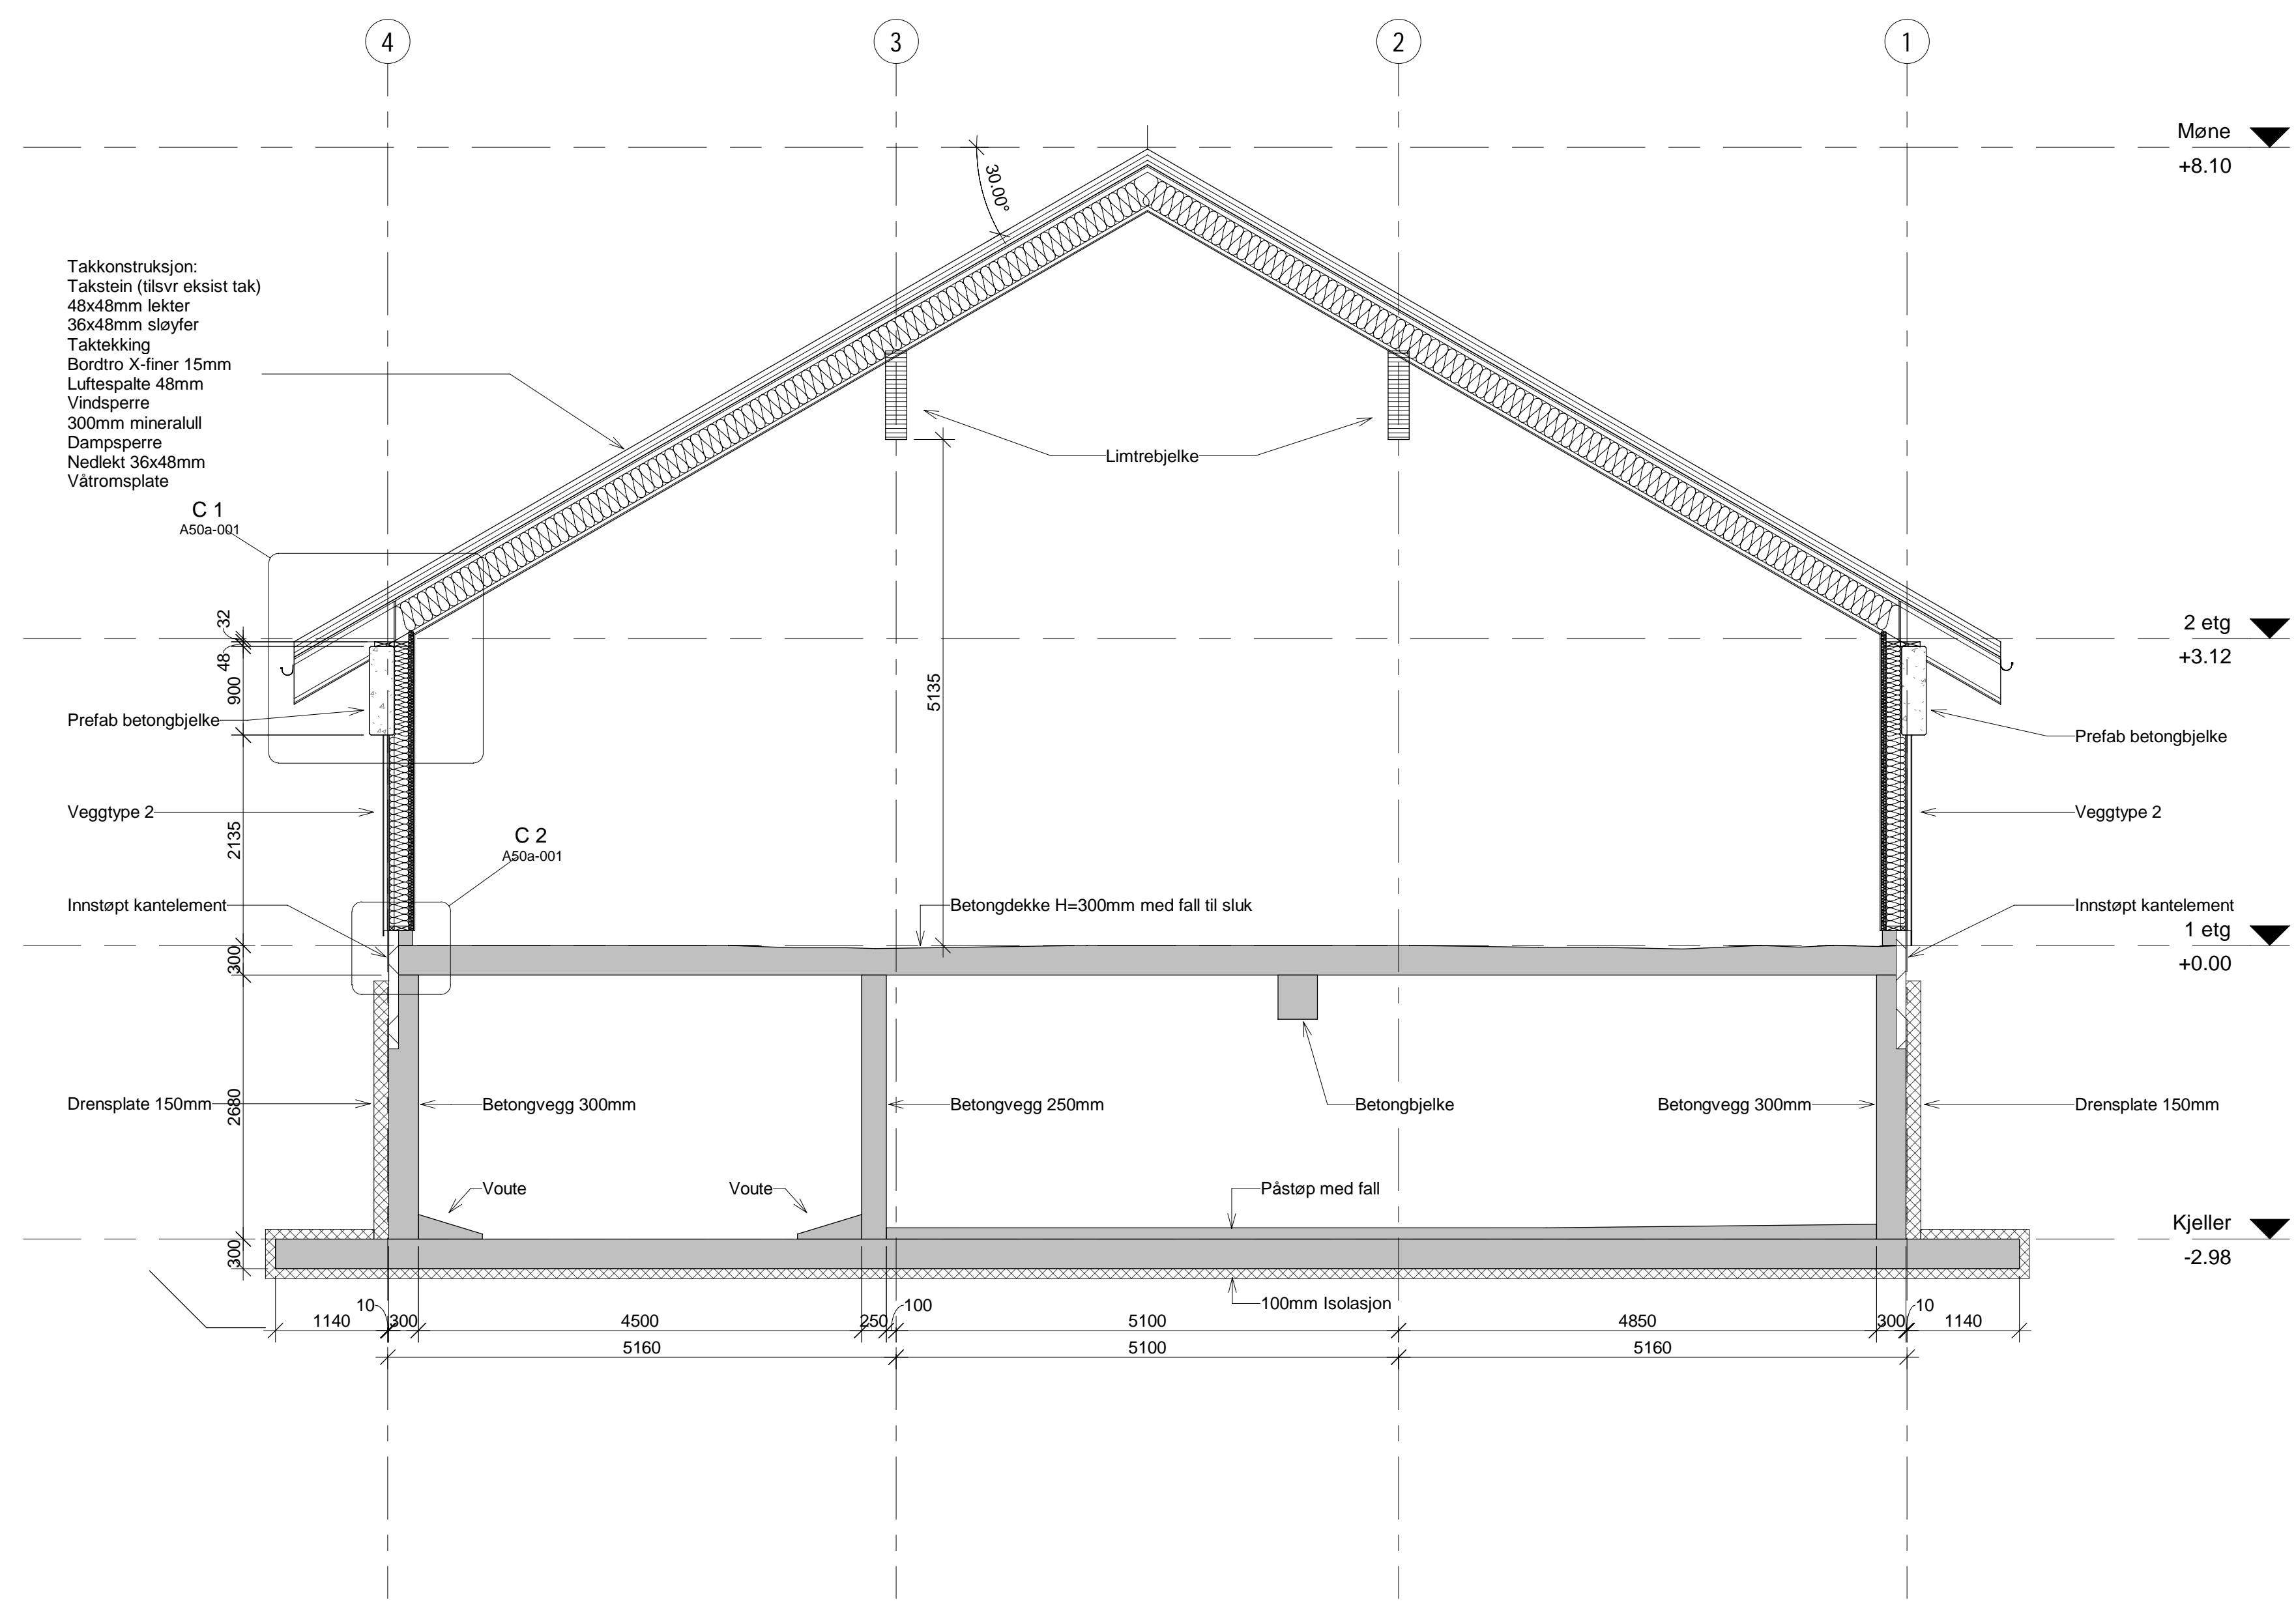 4
3
2
1
Møne
+8.10
30.00°
Takkonstruksjon:
Takstein (tilsvr eksist tak)
48x48mm lekter
36x48mm sløyfer
Taktekking
Bordtro X-finer 15mm
Luftespalte 48mm
Vindsperre
300mm mineralull
Dampsperre
Nedlekt 36x48mm
Våtromsplate
C 1
A50a-001
Limtrebjelke
32
48
900
2135
300
2680
300
5135
2 etg
+3.12
Prefab betongbjelke
Prefab betongbjelke
Veggtype 2
Veggtype 2
C 2
A50a-001
Innstøpt kantelement
Betongdekke H=300mm med fall til sluk
Innstøpt kantelement
1 etg
+0.00
Drensplate 150mm
Betongvegg 300mm
Betongvegg 250mm
Betongbjelke
Betongvegg 300mm
Drensplate 150mm
Voute
Voute
Påstøp med fall
Kjeller
-2.98
100mm Isolasjon
1140
10
300
4500
250
100
5100
4850
300
10
1140
5160
5100
5160